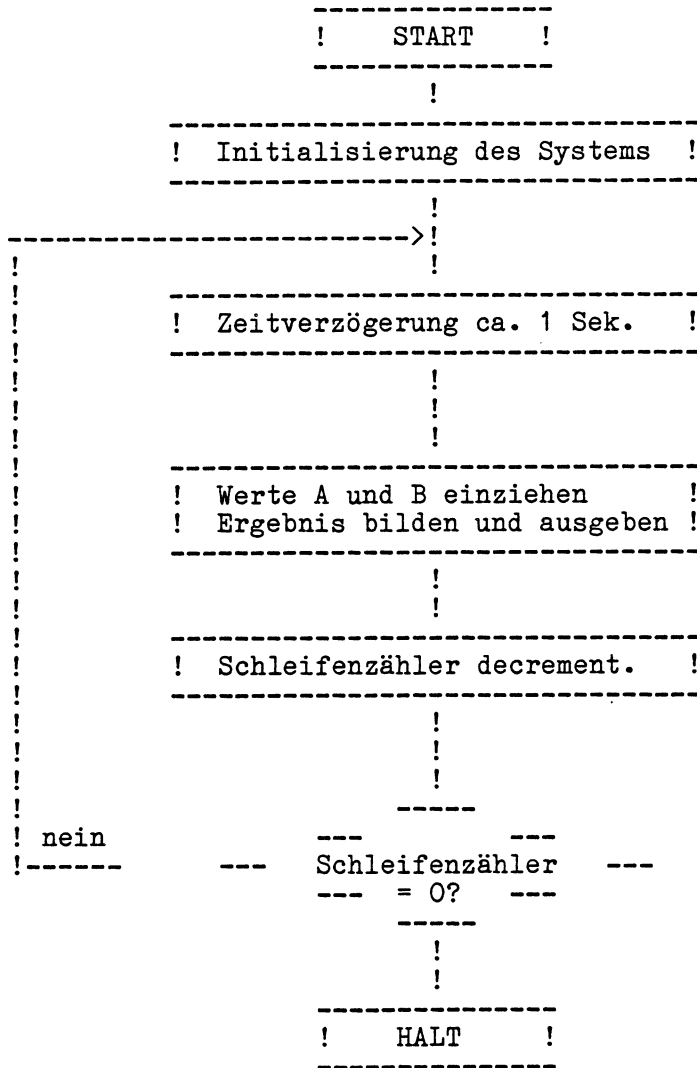 START
Initialisierung des Systems
Zeitverzögerung ca. 1 Sek.
Werte A und B einziehen
Ergebnis bilden und ausgeben
Schleifenzähler decrement.
nein
Schleifenzähler
= 0?
HALT